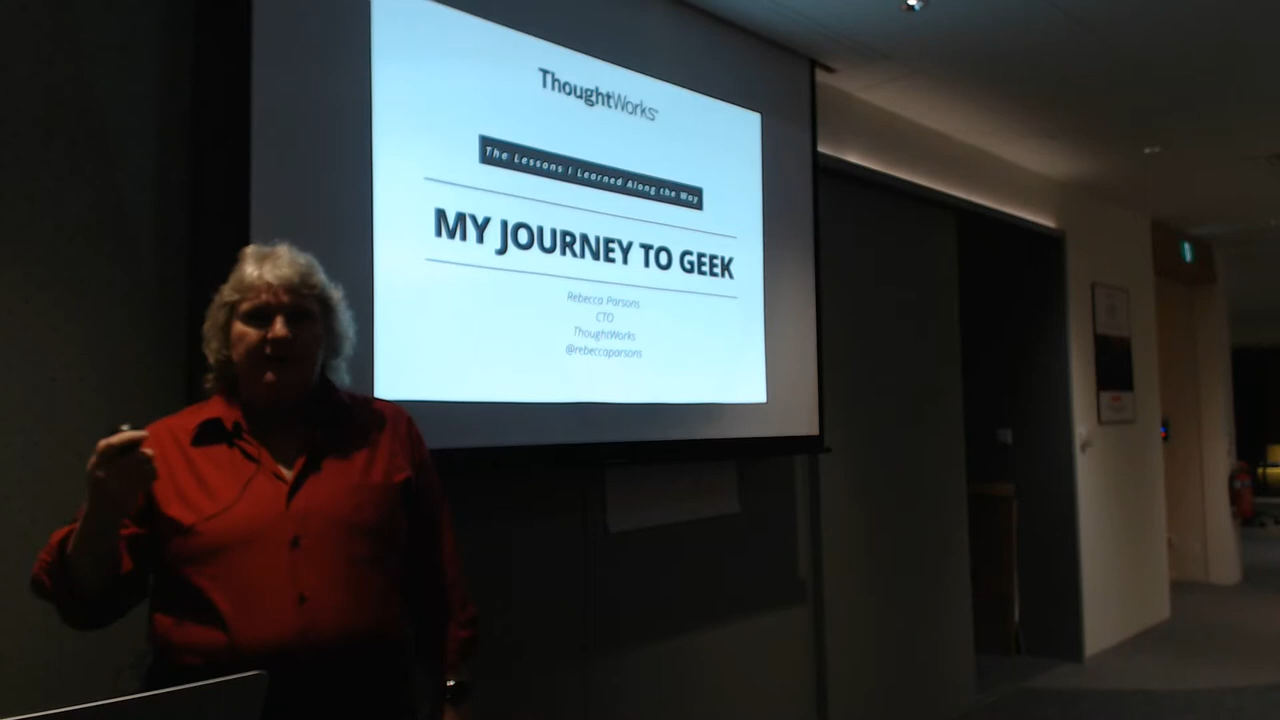 ThoughtWorks
The Lessons I Learned Along the Way
MY JOURNEY TO GEEK
Rebecca Parsons
CTO
ThoughtWorks
@rebeccaparsons